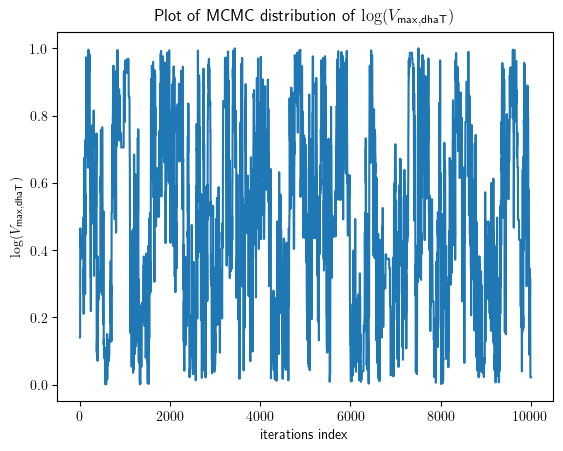 Plot of MCMC distribution of log(V_max,dhaT)
log(V_max,dhaT)
1.0
0.8
0.6
0.4
0.2
0.0
0 2000 4000 6000 8000 10000
iterations index